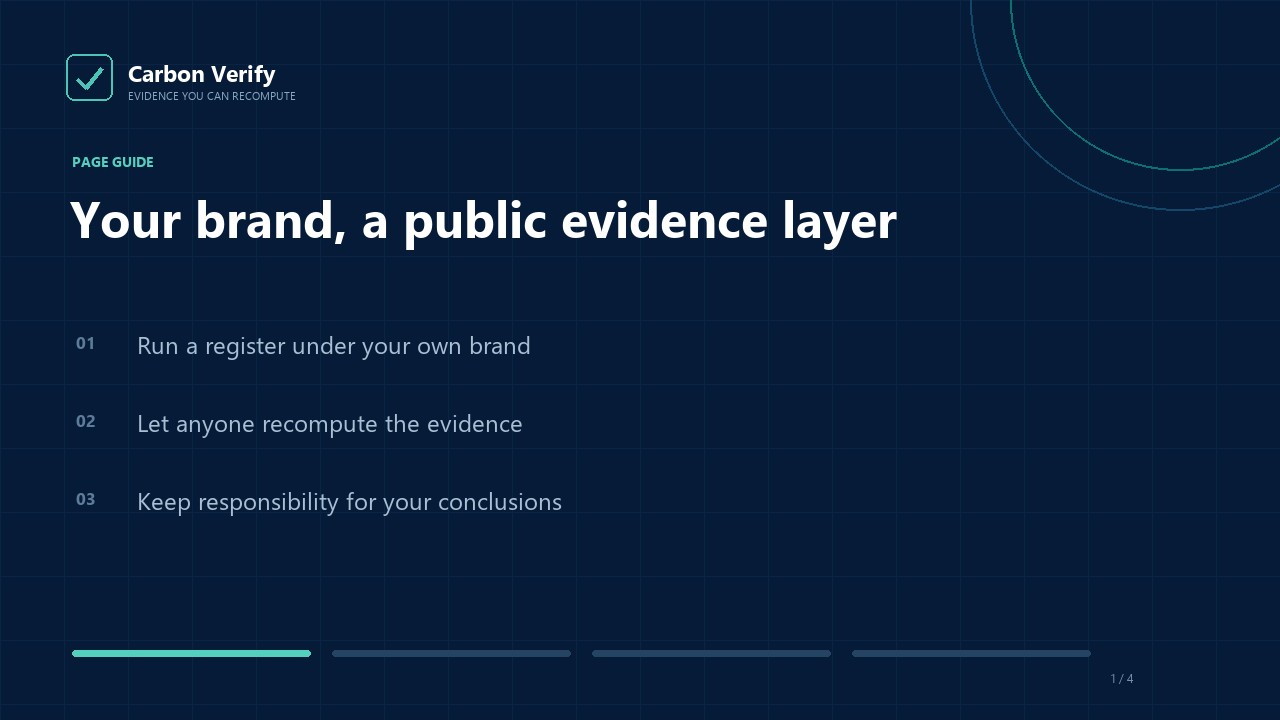 Carbon Verify
EVIDENCE YOU CAN RECOMPUTE
PAGE GUIDE
Your brand, a public evidence layer
01 Run a register under your own brand
02 Let anyone recompute the evidence
03 Keep responsibility for your conclusions
1 / 4